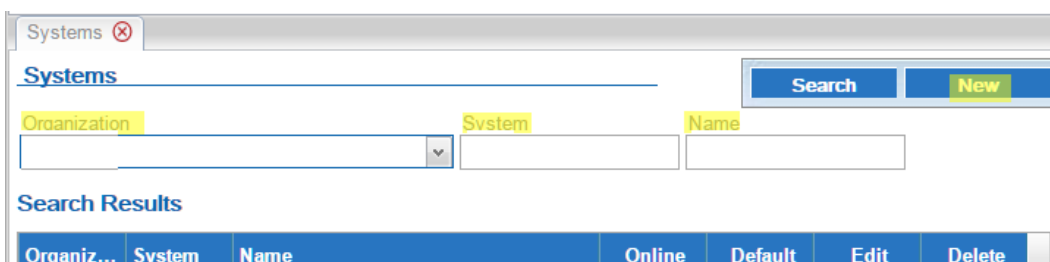 Systems
Systems
Search New
Organization System Name
Search Results
Organiz... System Name Online Default Edit Delete